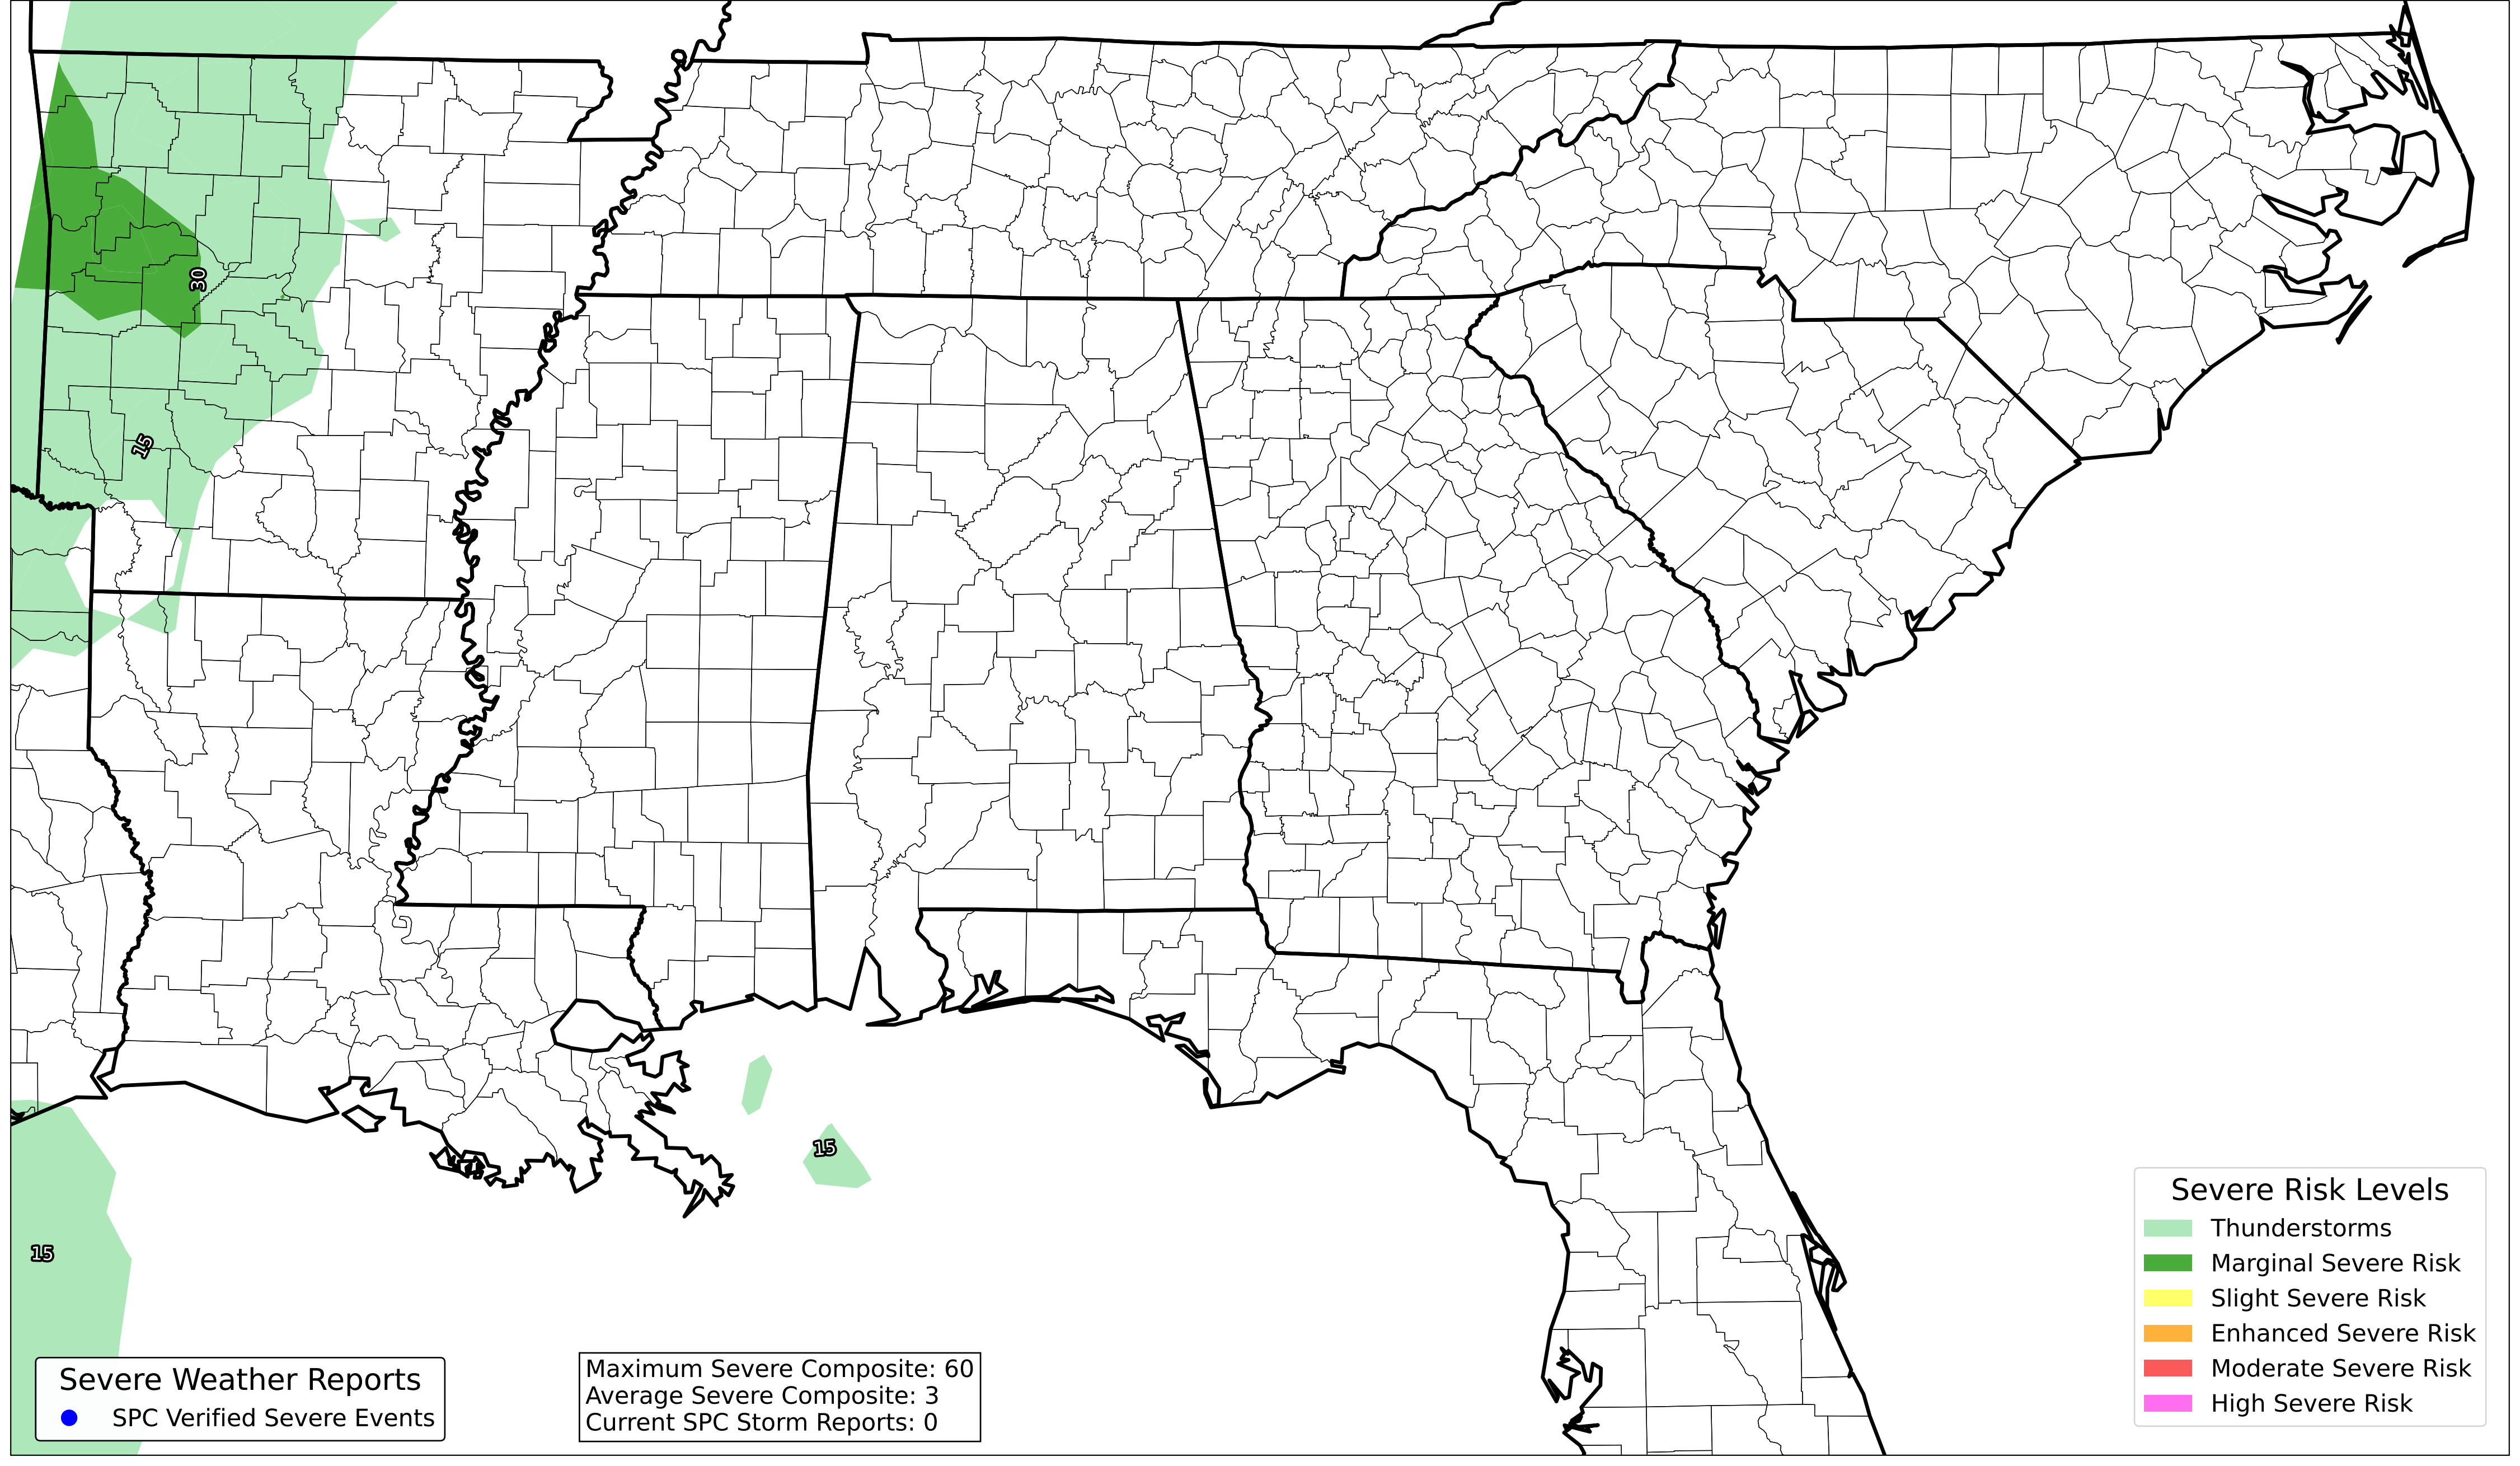 30
15
15
15
Severe Risk Levels
Thunderstorms
Marginal Severe Risk
Slight Severe Risk
Enhanced Severe Risk
Moderate Severe Risk
High Severe Risk
Severe Weather Reports
SPC Verified Severe Events
Maximum Severe Composite: 60
Average Severe Composite: 3
Current SPC Storm Reports: 0